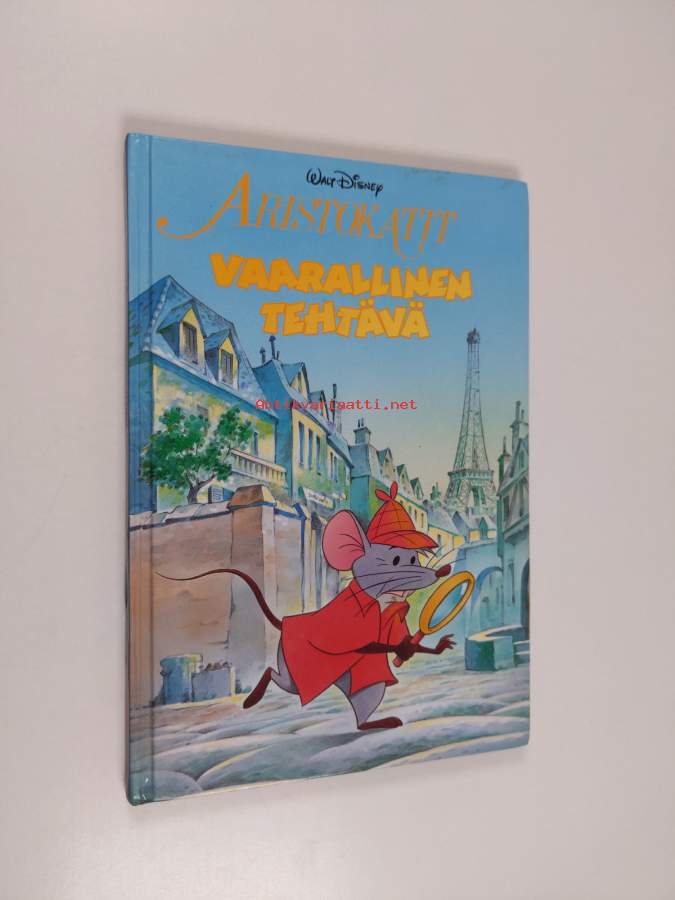 WALT DISNEY
ARISTOKATIT
VAARALLINEN
TEHTÄVÄ
Antikvariaatti.net